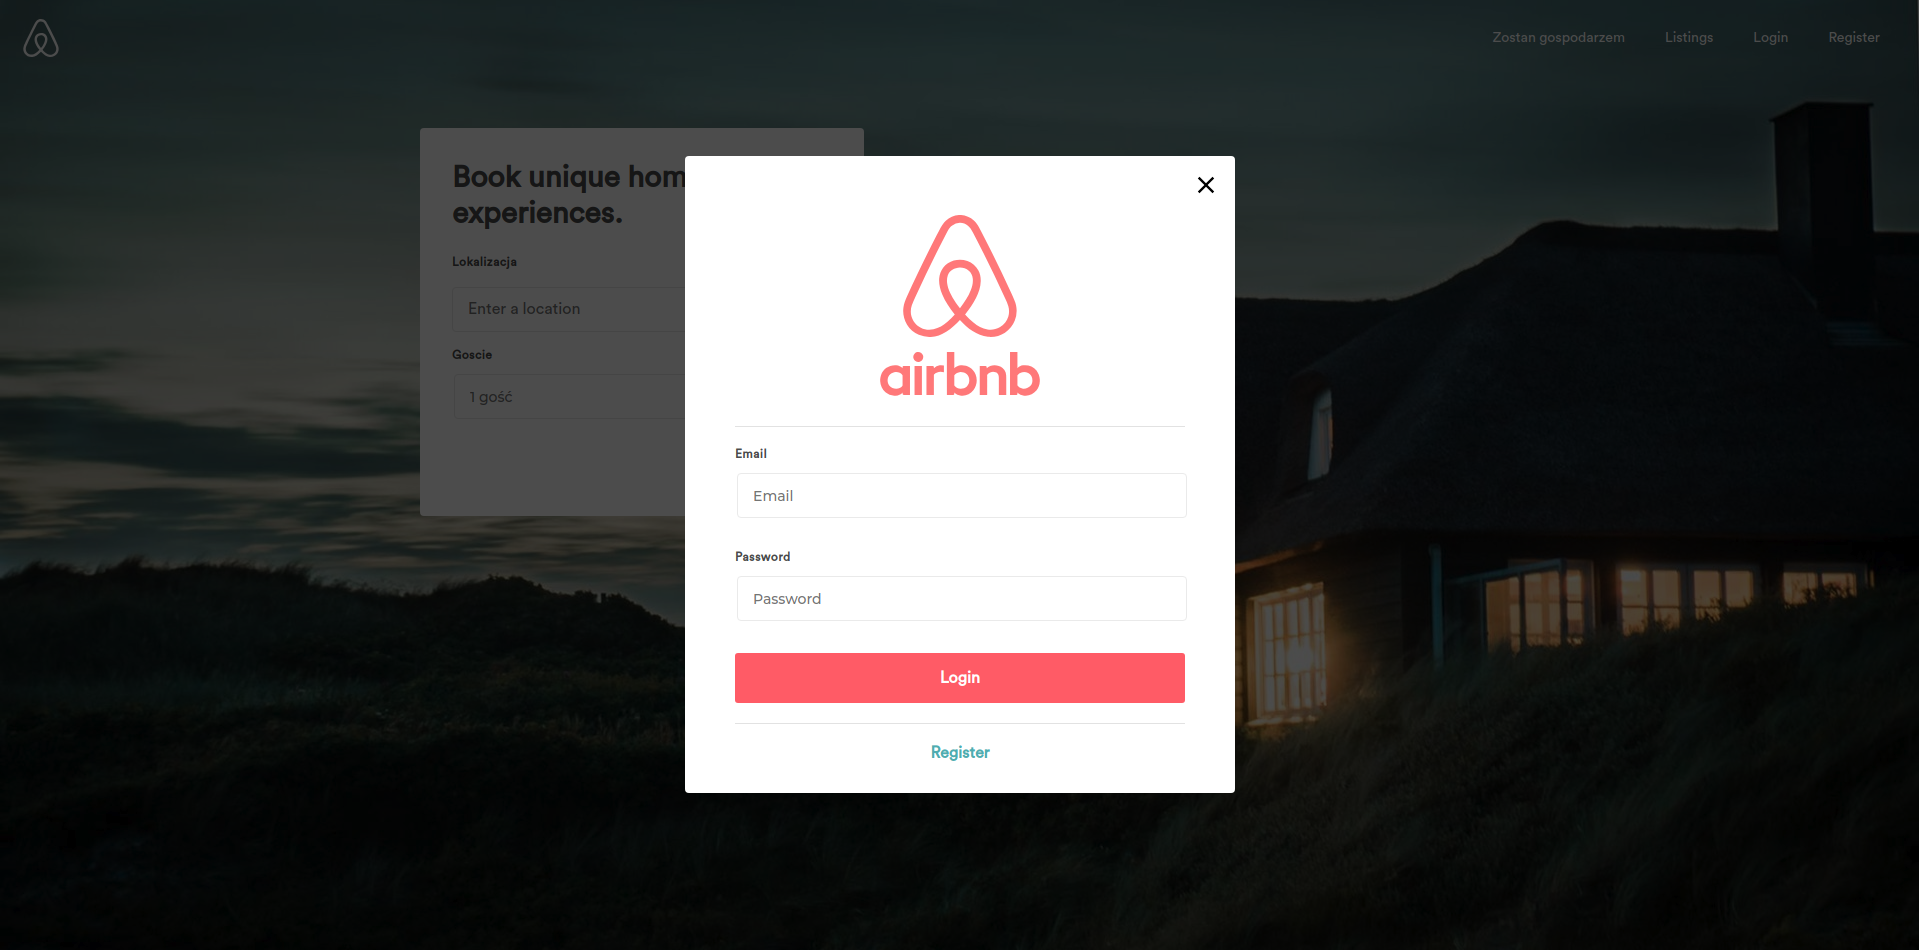 Zostan gospodarzem Listings Login Register
Book unique hom
experiences.
Lokalizacja
Enter a location
Goscie
1 gość
airbnb
Email
Email
Password
Password
Login
Register